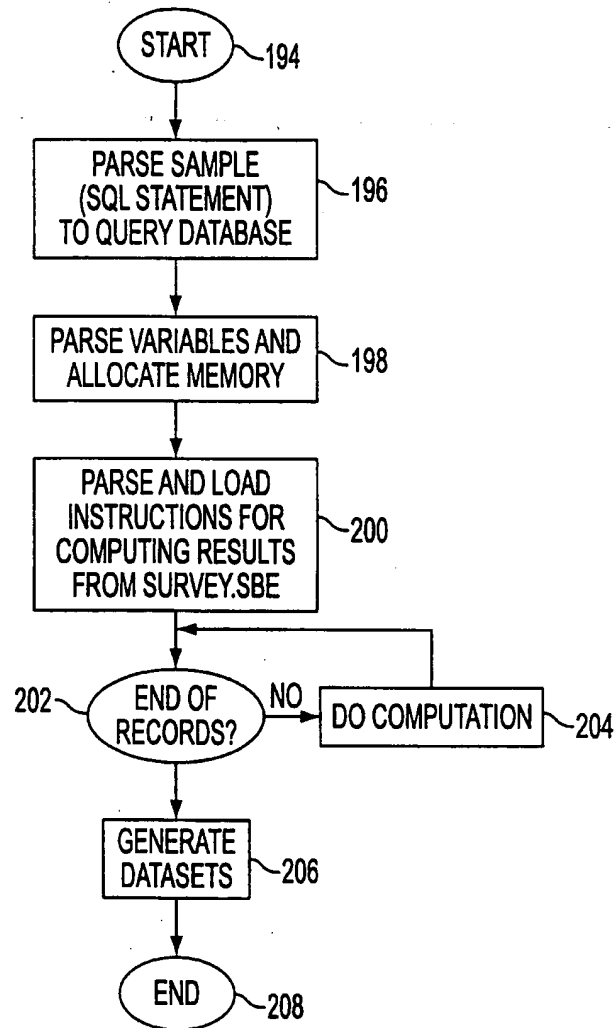 START
194
PARSE SAMPLE
(SQL STATEMENT)
TO QUERY DATABASE
196
PARSE VARIABLES AND
ALLOCATE MEMORY
198
PARSE AND LOAD
INSTRUCTIONS FOR
COMPUTING RESULTS
FROM SURVEY.SBE
200
202
END OF
RECORDS?
NO
DO COMPUTATION
204
GENERATE
DATASETS
206
END
208